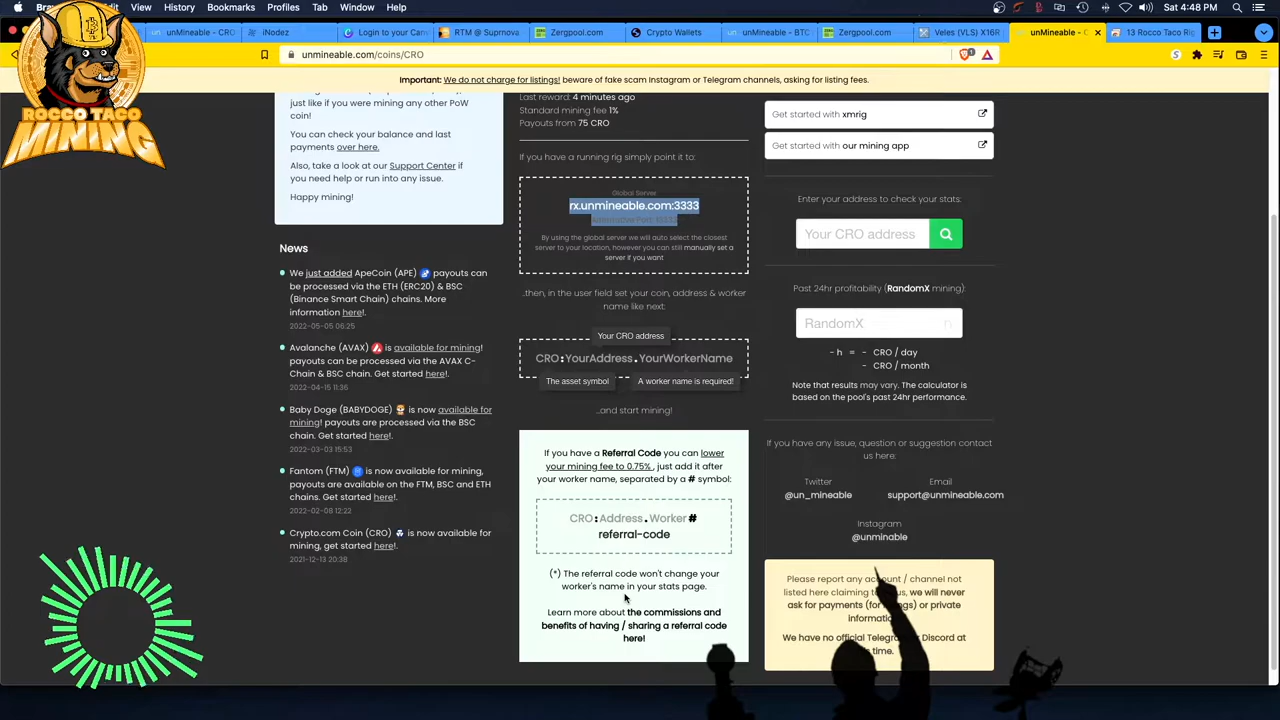 Edit View History Bookmarks Profiles Tab Window Help
Sat 4:48 PM
unMineable - CRO
iNodez
Login to your Can
RTM @ Suprnova
Zergpool.com
Crypto Wallets
unMineable - BTC
Zergpool.com
Veles (VLS) X16R
unMineable - C
13 Rocco Taco Rig
unmineable.com/coins/CRO
Important: We do not charge for listings! beware of fake scam Instagram or Telegram channels, asking for listing fees.
ROCCO TACO
MINING
just like if you were mining any other PoW
coin!
You can check your balance and last
payments over here.
Also, take a look at our Support Center if
you need help or run into any issue.
Happy mining!
News
We just added ApeCoin (APE) payouts can
be processed via the ETH (ERC20) & BSC
(Binance Smart Chain) chains. More
information here!.
2022-05-05 06:25
Avalanche (AVAX) is available for mining!
payouts can be processed via the AVAX C-
Chain & BSC chain. Get started here!.
2022-04-15 11:36
Baby Doge (BABYDOGE) is now available for
mining! payouts are processed via the BSC
chain. Get started here!.
2022-03-03 15:53
Fantom (FTM) is now available for mining,
payouts are available on the FTM, BSC and ETH
chains. Get started here!.
2022-02-08 12:22
Crypto.com Coin (CRO) is now available for
mining, get started here!.
2021-12-13 20:38
Last reward: 4 minutes ago
Standard mining fee 1%
Payouts from 75 CRO
If you have a running rig simply point it to:
Global Server
rx.unmineable.com:3333
Alternative Port: 13333
By using the global server we will auto select the closest
server to your location, however you can still manually set a
server if you want
..then, in the user field set your coin, address & worker
name like next:
Your CRO address
CRO:YourAddress.YourWorkerName
The asset symbol
A worker name is required!
...and start mining!
If you have a Referral Code you can lower
your mining fee to 0.75% , just add it after
your worker name, separated by a # symbol:
CRO:Address.Worker#
referral-code
(*) The referral code won't change your
worker's name in your stats page.
Learn more about the commissions and
benefits of having / sharing a referral code
here!
Get started with xmrig
Get started with our mining app
Enter your address to check your stats:
Your CRO address
Past 24hr profitability (RandomX mining):
RandomX
- h = - CRO / day
- CRO / month
Note that results may vary. The calculator is
based on the pool's past 24hr performance.
If you have any issue, question or suggestion contact
us here:
Twitter
@un_mineable
Email
support@unmineable.com
Instagram
@unminable
Please report any account / channel not
listed here claiming to us, we will never
ask for payments (for listings) or private
information.
We have no official Telegram or Discord at
time.